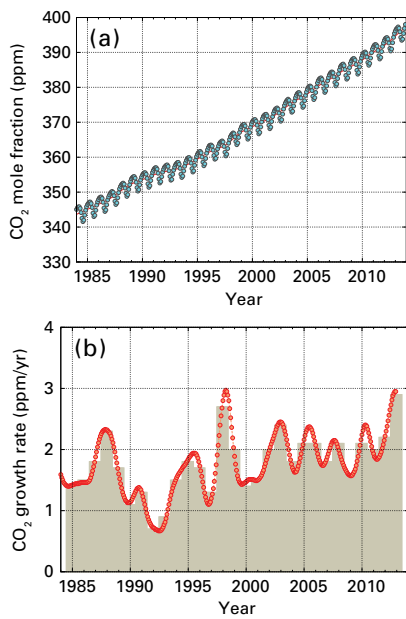 (a)
CO2 mole fraction (ppm)
400
390
380
370
360
350
340
330
1985 1990 1995 2000 2005 2010
Year
(b)
CO2 growth rate (ppm/yr)
4
3
2
1
0
1985 1990 1995 2000 2005 2010
Year